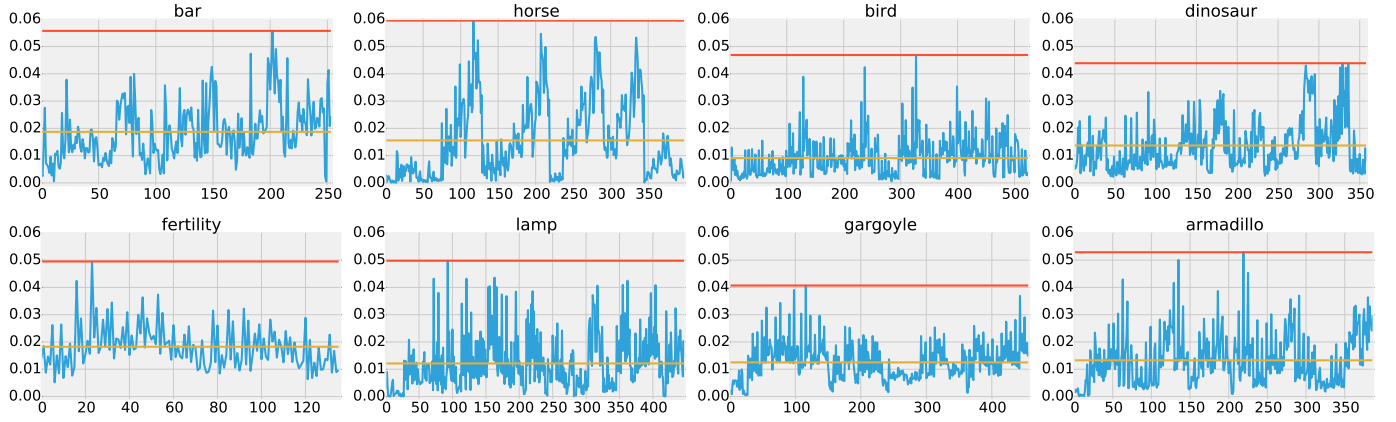 bar horse bird dinosaur
0.06 0.06 0.06 0.06
0.05 0.05 0.05 0.05
0.04 0.04 0.04 0.04
0.03 0.03 0.03 0.03
0.02 0.02 0.02 0.02
0.01 0.01 0.01 0.01
0.00 0.00 0.00 0.00
50 100 150 200 250 0 50 100 150 200 250 300 350 0 100 200 300 400 500 0 50 100 150 200 250 300 350
fertility lamp gargoyle armadillo
0.06 0.06 0.06 0.06
0.05 0.05 0.05 0.05
0.04 0.04 0.04 0.04
0.03 0.03 0.03 0.03
0.02 0.02 0.02 0.02
0.01 0.01 0.01 0.01
0.00 0.00 0.00 0.00
0 20 40 60 80 100 120 0 50 100 150 200 250 300 350 400 0 100 200 300 400 0 50 100 150 200 250 300 350